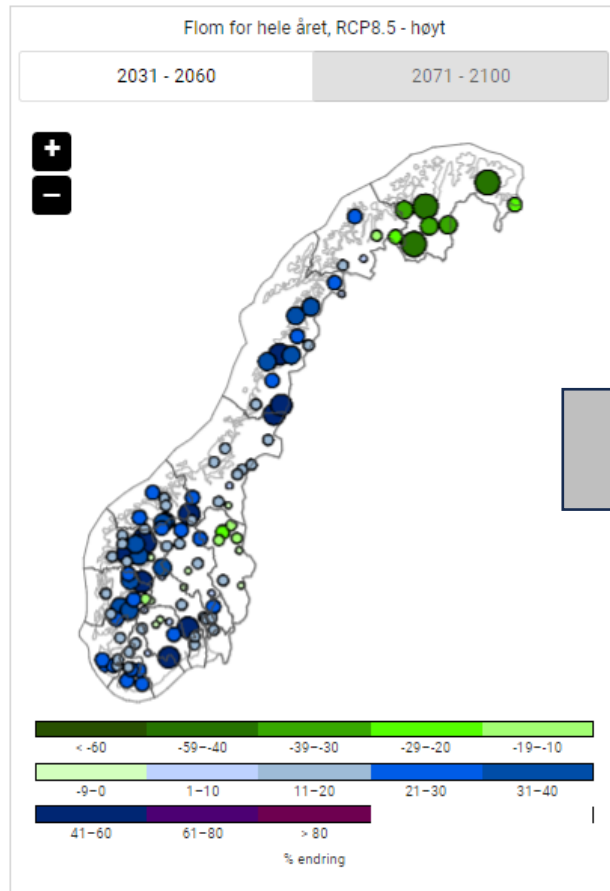 Flom for hele året, RCP8.5 - høyt
2031 - 2060 2071 - 2100
+
−
< -60 -59–-40 -39–-30 -29–-20 -19–-10
-9–0 1–10 11–20 21–30 31–40
41–60 61–80 > 80
% endring